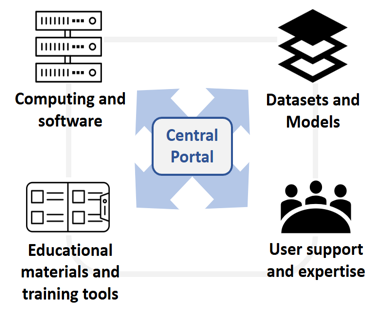 Computing and
software
Datasets and
Models
Central
Portal
Educational
materials and
training tools
User support
and expertise